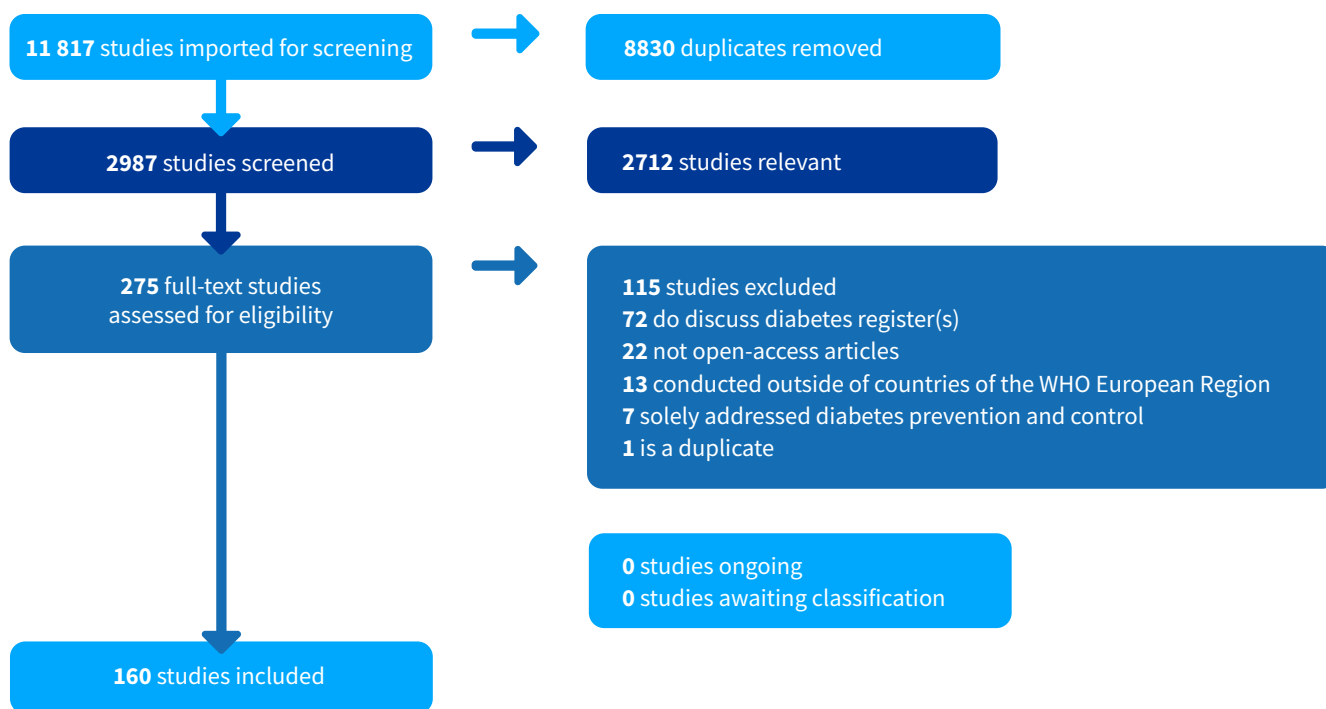 11 817 studies imported for screening
8830 duplicates removed
2987 studies screened
2712 studies relevant
275 full-text studies
assessed for eligibility
115 studies excluded
72 do discuss diabetes register(s)
22 not open-access articles
13 conducted outside of countries of the WHO European Region
7 solely addressed diabetes prevention and control
1 is a duplicate
0 studies ongoing
0 studies awaiting classification
160 studies included